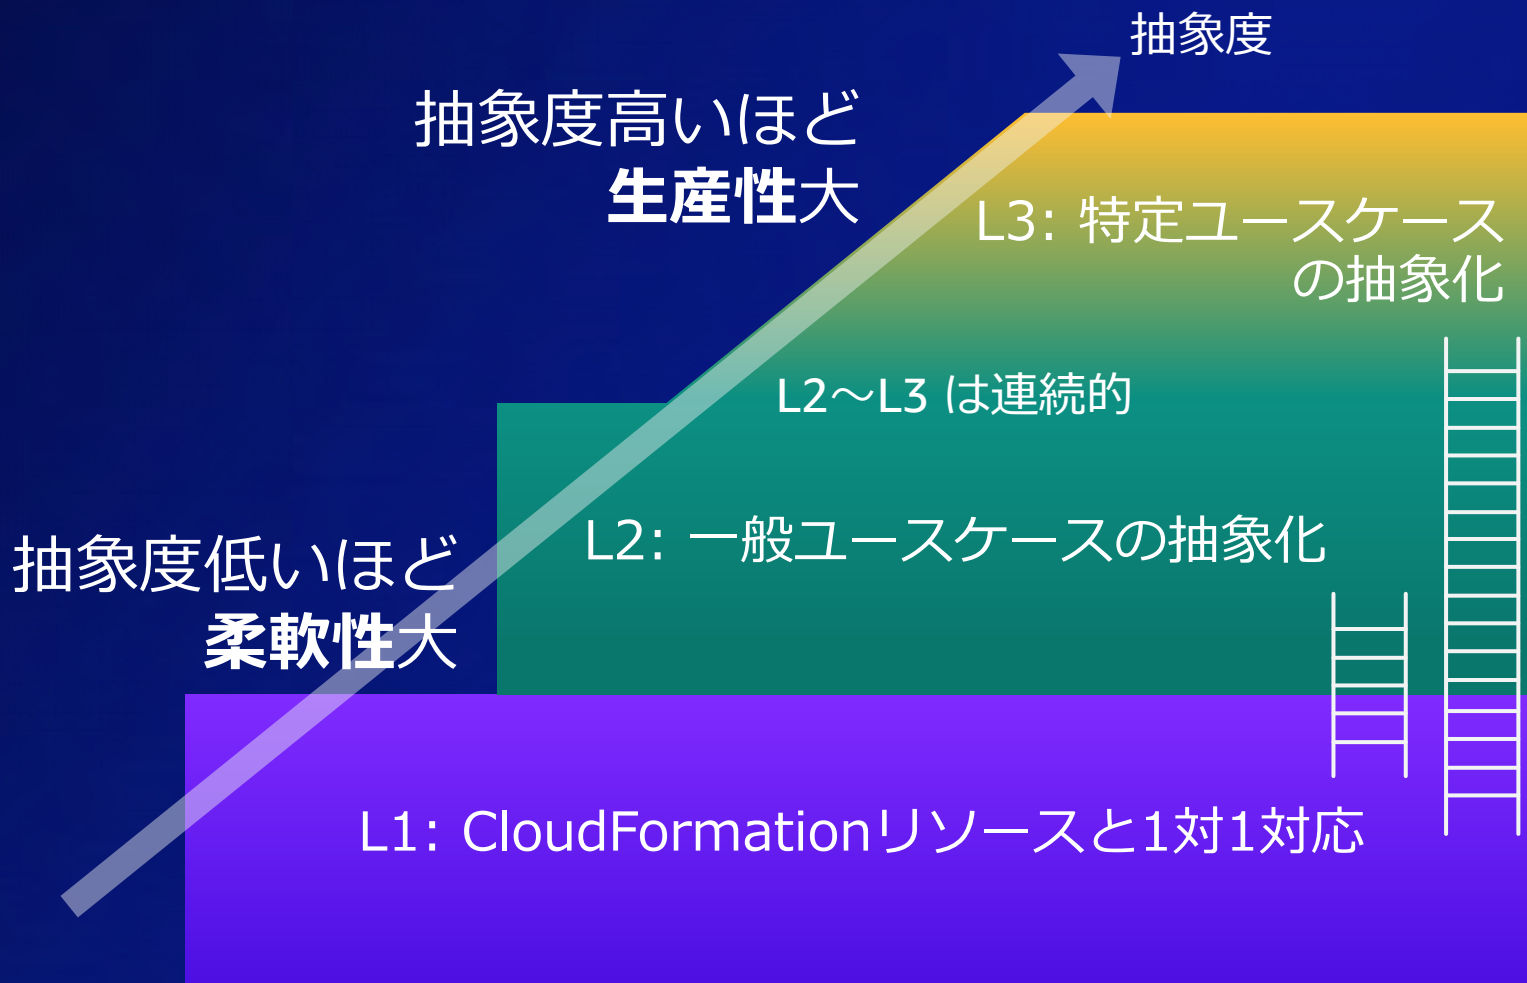 抽象度
抽象度高いほど
生産性大
L3: 特定ユースケース
の抽象化
L2～L3 は連続的
L2: 一般ユースケースの抽象化
抽象度低いほど
柔軟性大
L1: CloudFormationリソースと1対1対応